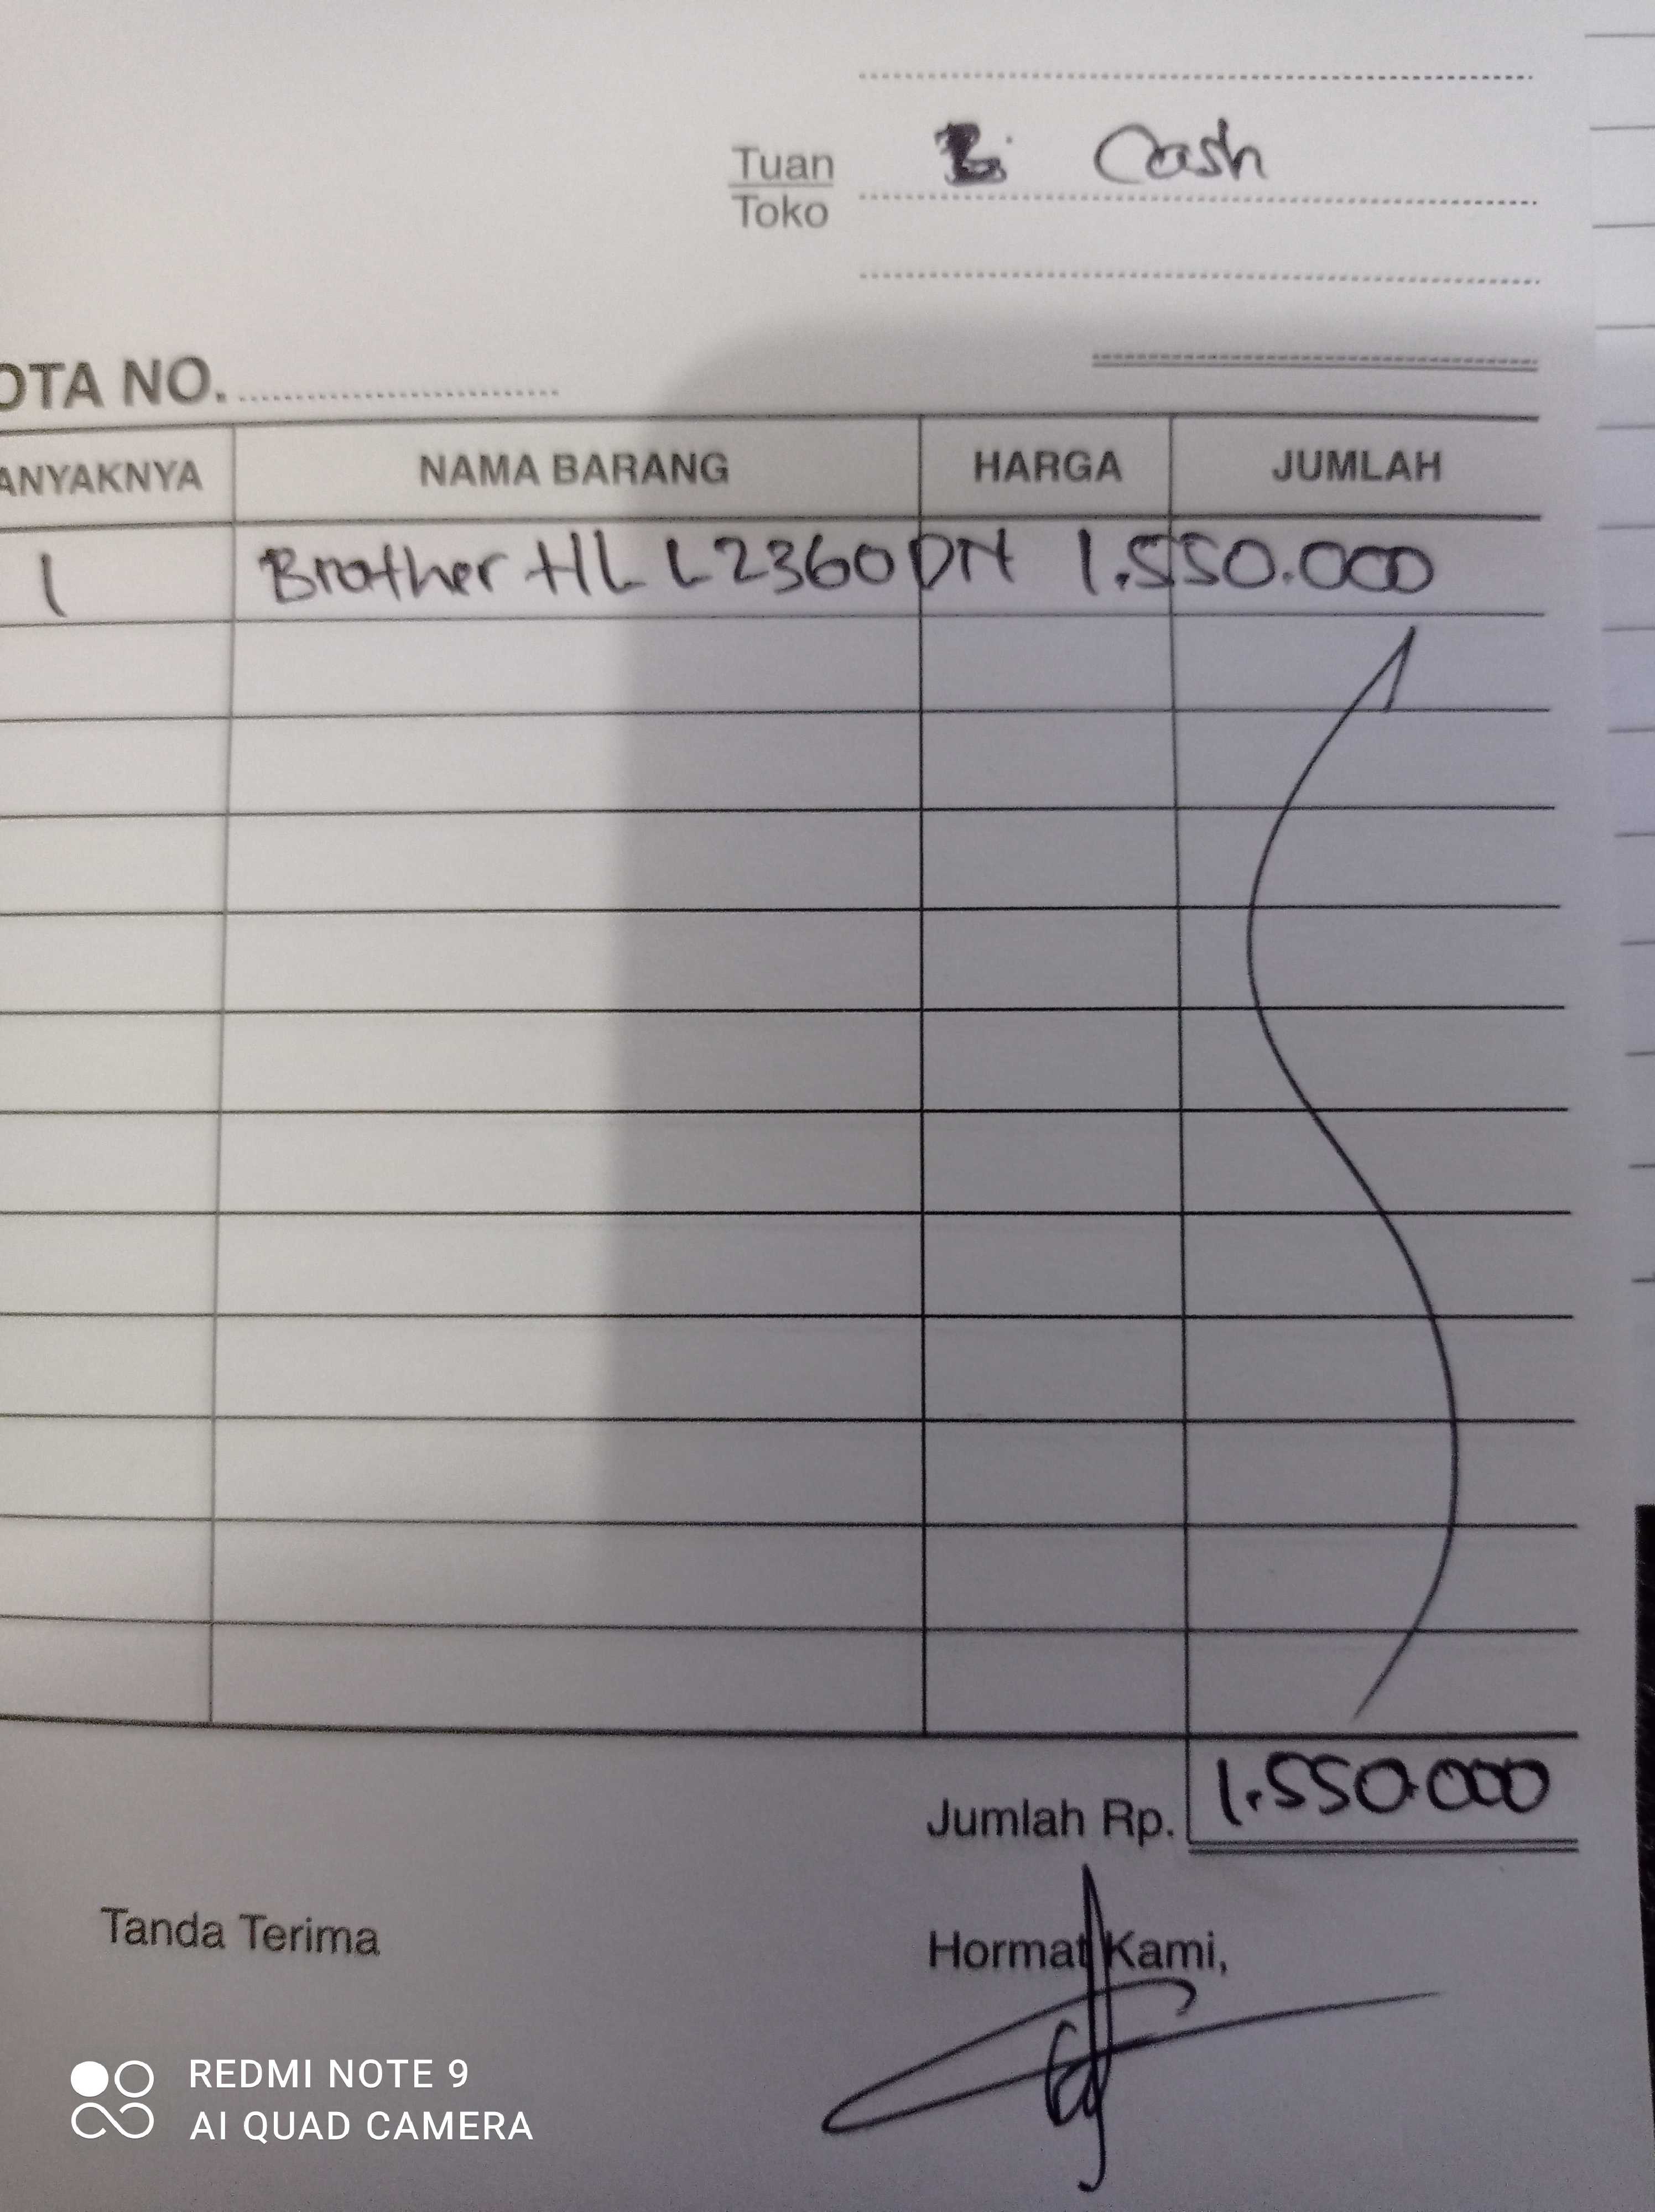 Tuan
Toko
Cash
OTA NO.
ANYAKNYA NAMA BARANG HARGA JUMLAH
1 Brother HL L2360DN 1.550.000
Jumlah Rp. 1.550.000
Tanda Terima Hormat Kami,
REDMI NOTE 9
AI QUAD CAMERA